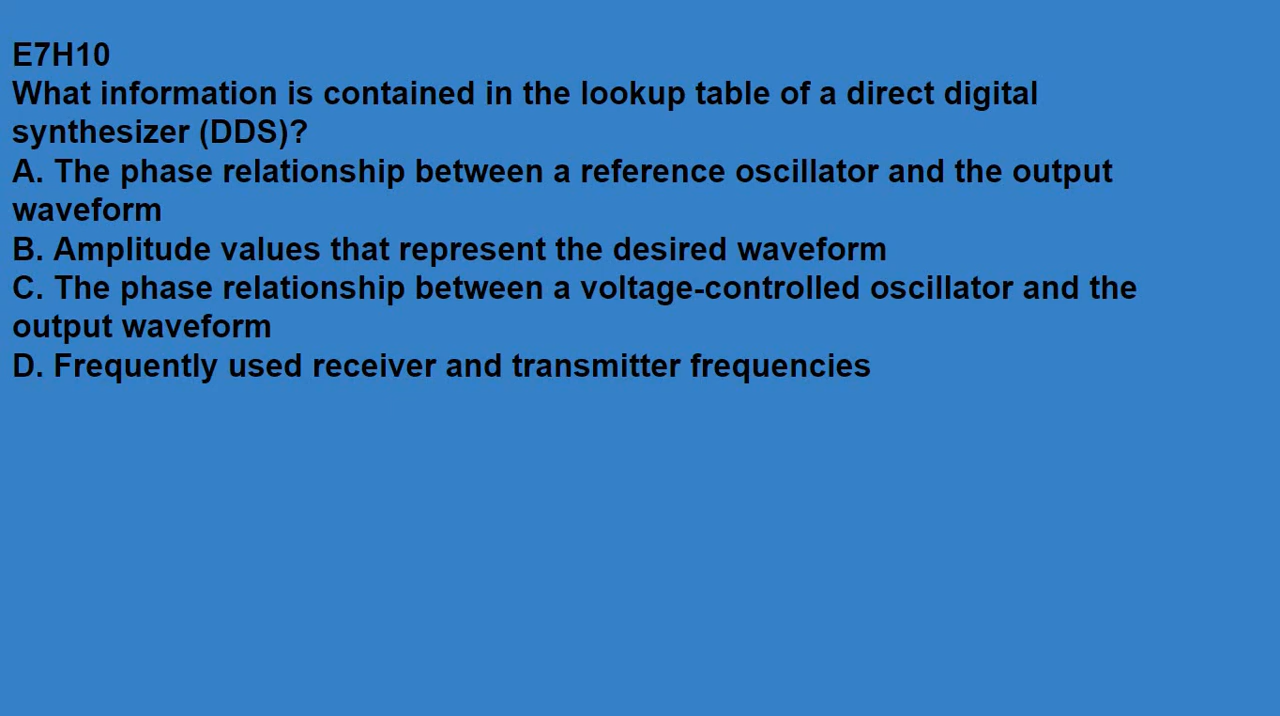 E7H10
What information is contained in the lookup table of a direct digital
synthesizer (DDS)?
A. The phase relationship between a reference oscillator and the output
waveform
B. Amplitude values that represent the desired waveform
C. The phase relationship between a voltage-controlled oscillator and the
output waveform
D. Frequently used receiver and transmitter frequencies